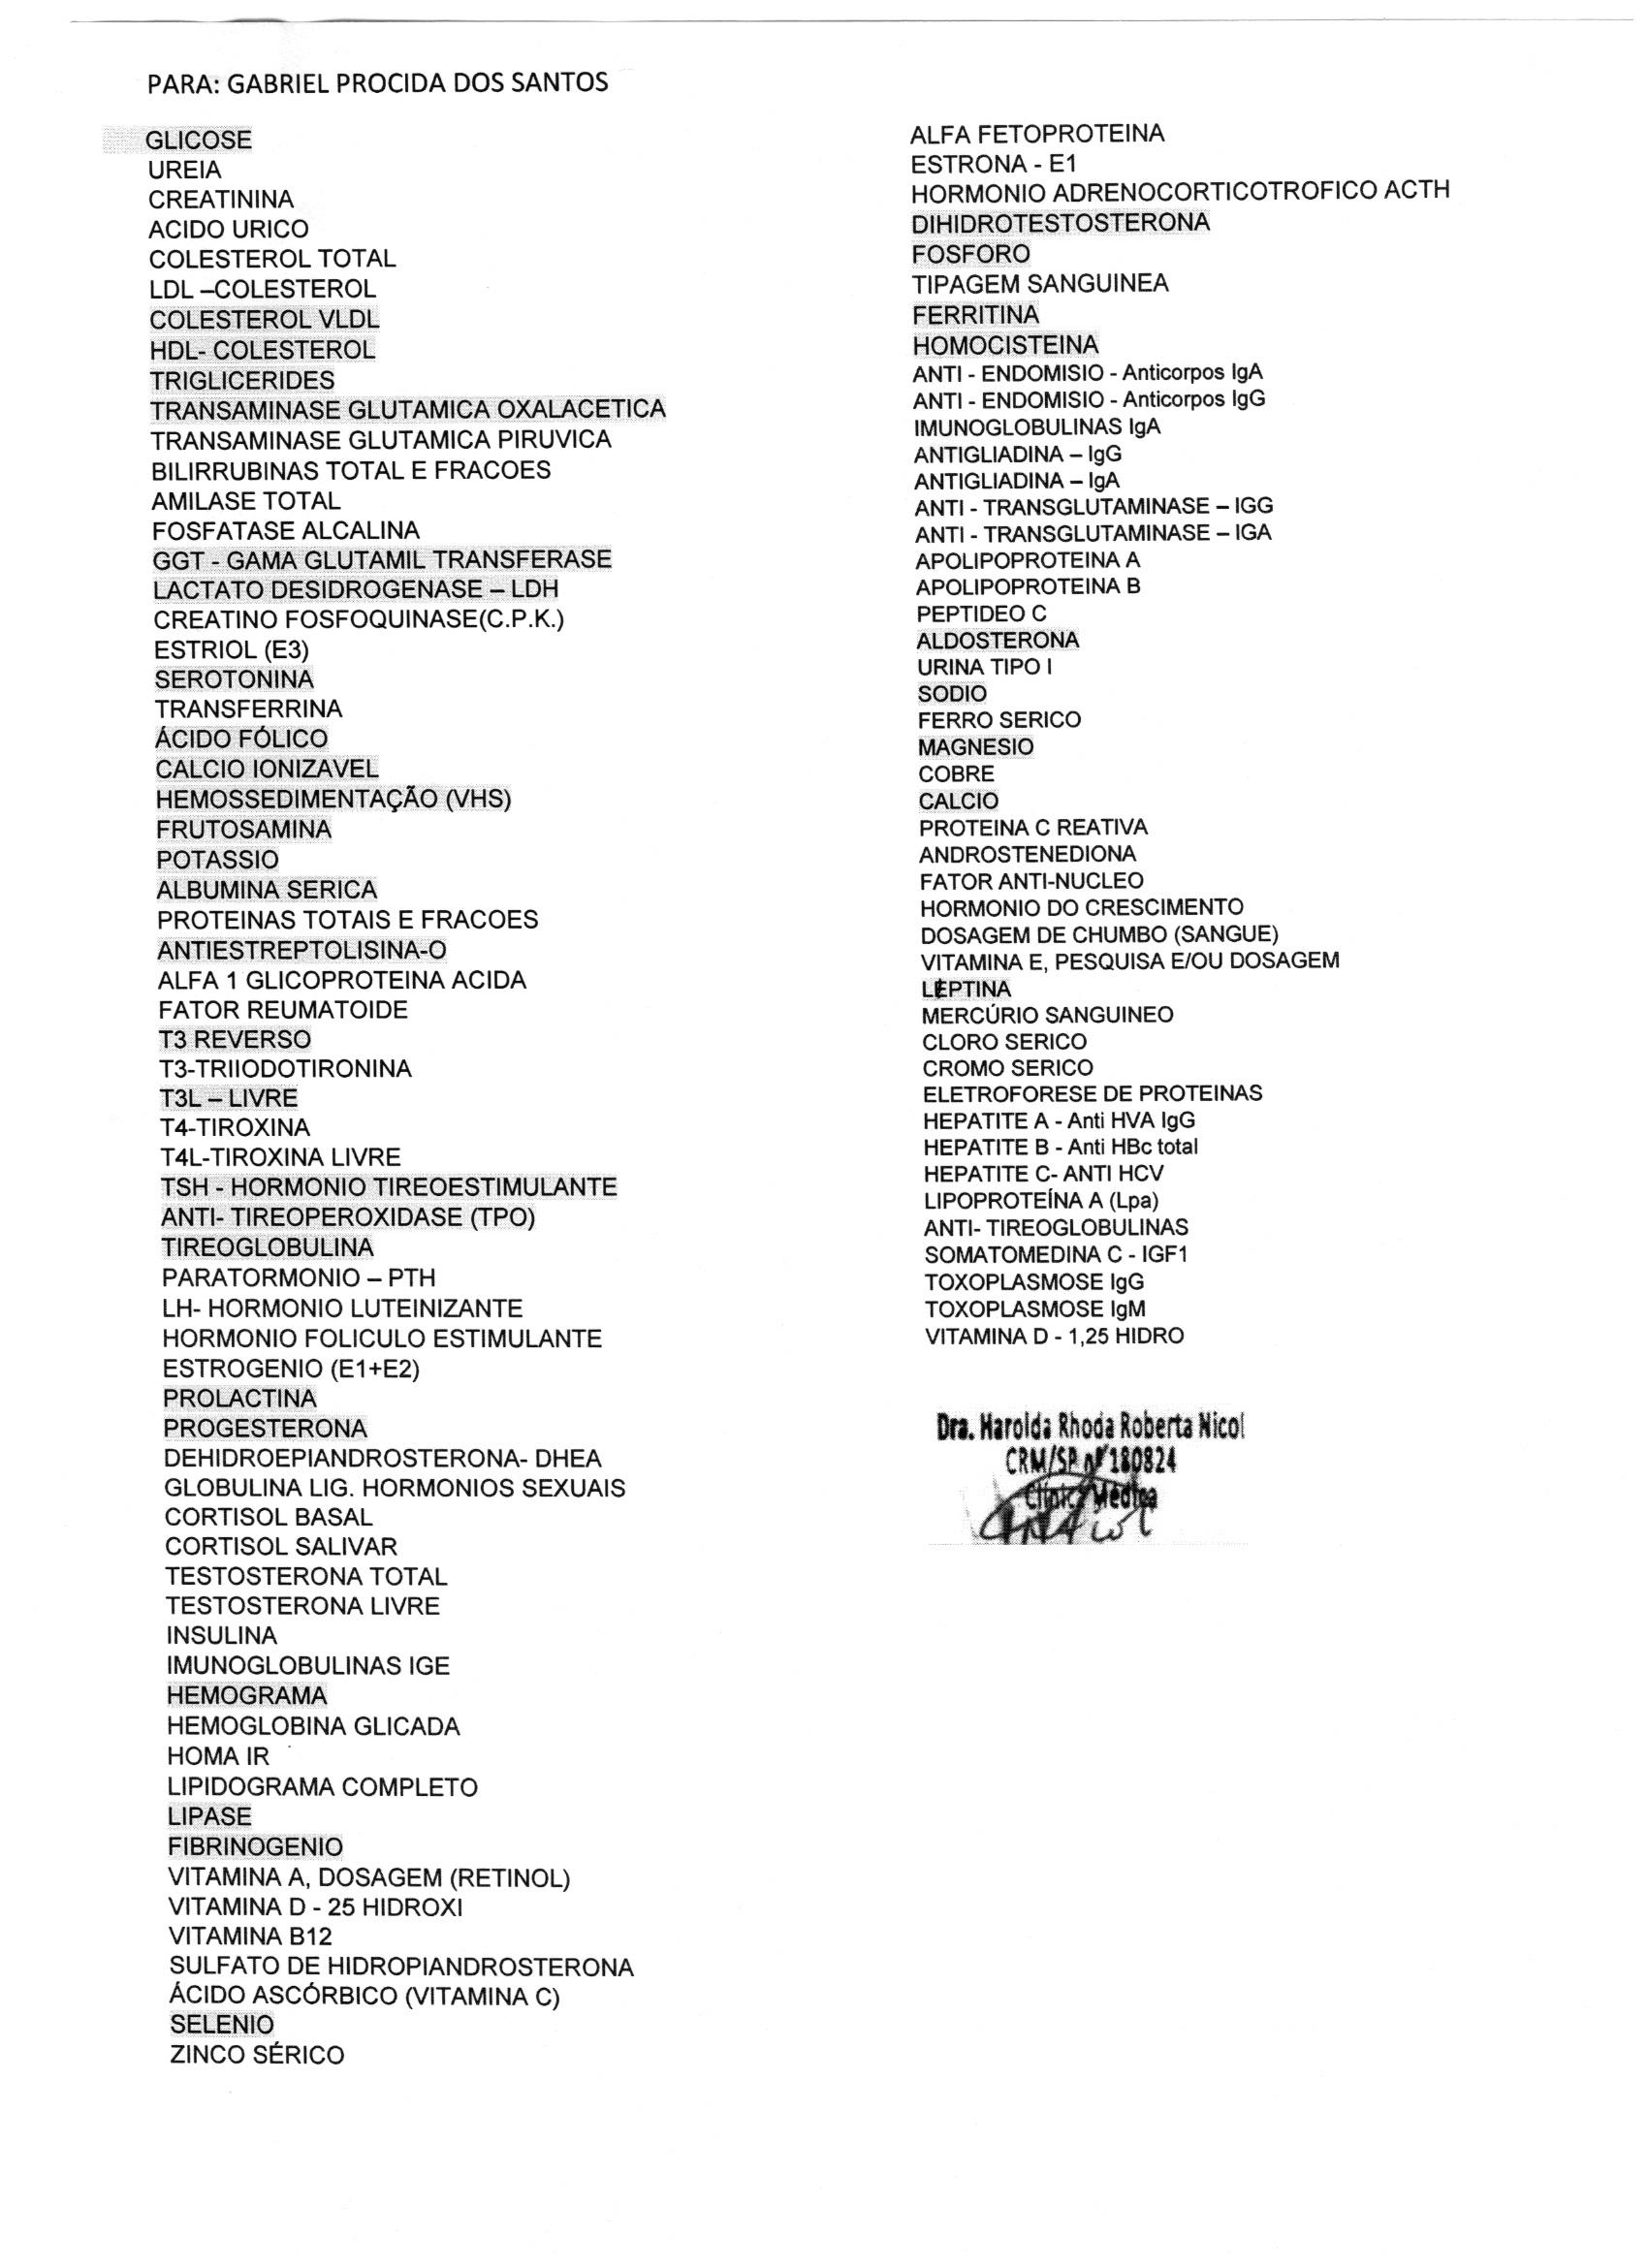 PARA: GABRIEL PROCIDA DOS SANTOS
GLICOSE
UREIA
CREATININA
ACIDO URICO
COLESTEROL TOTAL
LDL –COLESTEROL
COLESTEROL VLDL
HDL- COLESTEROL
TRIGLICERIDES
TRANSAMINASE GLUTAMICA OXALACETICA
TRANSAMINASE GLUTAMICA PIRUVICA
BILIRRUBINAS TOTAL E FRACOES
AMILASE TOTAL
FOSFATASE ALCALINA
GGT - GAMA GLUTAMIL TRANSFERASE
LACTATO DESIDROGENASE – LDH
CREATINO FOSFOQUINASE(C.P.K.)
ESTRIOL (E3)
SEROTONINA
TRANSFERRINA
ÁCIDO FÓLICO
CALCIO IONIZAVEL
HEMOSSEDIMENTAÇÃO (VHS)
FRUTOSAMINA
POTASSIO
ALBUMINA SERICA
PROTEINAS TOTAIS E FRACOES
ANTIESTREPTOLISINA-O
ALFA 1 GLICOPROTEINA ACIDA
FATOR REUMATOIDE
T3 REVERSO
T3-TRIIODOTIRONINA
T3L – LIVRE
T4-TIROXINA
T4L-TIROXINA LIVRE
TSH - HORMONIO TIREOESTIMULANTE
ANTI- TIREOPEROXIDASE (TPO)
TIREOGLOBULINA
PARATORMONIO – PTH
LH- HORMONIO LUTEINIZANTE
HORMONIO FOLICULO ESTIMULANTE
ESTROGENIO (E1+E2)
PROLACTINA
PROGESTERONA
DEHIDROEPIANDROSTERONA- DHEA
GLOBULINA LIG. HORMONIOS SEXUAIS
CORTISOL BASAL
CORTISOL SALIVAR
TESTOSTERONA TOTAL
TESTOSTERONA LIVRE
INSULINA
IMUNOGLOBULINAS IGE
HEMOGRAMA
HEMOGLOBINA GLICADA
HOMA IR
LIPIDOGRAMA COMPLETO
LIPASE
FIBRINOGENIO
VITAMINA A, DOSAGEM (RETINOL)
VITAMINA D - 25 HIDROXI
VITAMINA B12
SULFATO DE HIDROPIANDROSTERONA
ÁCIDO ASCÓRBICO (VITAMINA C)
SELENIO
ZINCO SÉRICO
ALFA FETOPROTEINA
ESTRONA - E1
HORMONIO ADRENOCORTICOTROFICO ACTH
DIHIDROTESTOSTERONA
FOSFORO
TIPAGEM SANGUINEA
FERRITINA
HOMOCISTEINA
ANTI - ENDOMISIO - Anticorpos IgA
ANTI - ENDOMISIO - Anticorpos IgG
IMUNOGLOBULINAS IgA
ANTIGLIADINA – IgG
ANTIGLIADINA – IgA
ANTI - TRANSGLUTAMINASE – IGG
ANTI - TRANSGLUTAMINASE – IGA
APOLIPOPROTEINA A
APOLIPOPROTEINA B
PEPTIDEO C
ALDOSTERONA
URINA TIPO I
SODIO
FERRO SERICO
MAGNESIO
COBRE
CALCIO
PROTEINA C REATIVA
ANDROSTENEDIONA
FATOR ANTI-NUCLEO
HORMONIO DO CRESCIMENTO
DOSAGEM DE CHUMBO (SANGUE)
VITAMINA E, PESQUISA E/OU DOSAGEM
LEPTINA
MERCÚRIO SANGUINEO
CLORO SERICO
CROMO SERICO
ELETROFORESE DE PROTEINAS
HEPATITE A - Anti HVA IgG
HEPATITE B - Anti HBc total
HEPATITE C- ANTI HCV
LIPOPROTEÍNA A (Lpa)
ANTI- TIREOGLOBULINAS
SOMATOMEDINA C - IGF1
TOXOPLASMOSE IgG
TOXOPLASMOSE IgM
VITAMINA D - 1,25 HIDRO
Dra. Harolda Rhoda Roberta Nicol
CRM/SP nº 180824
Clínica Médica